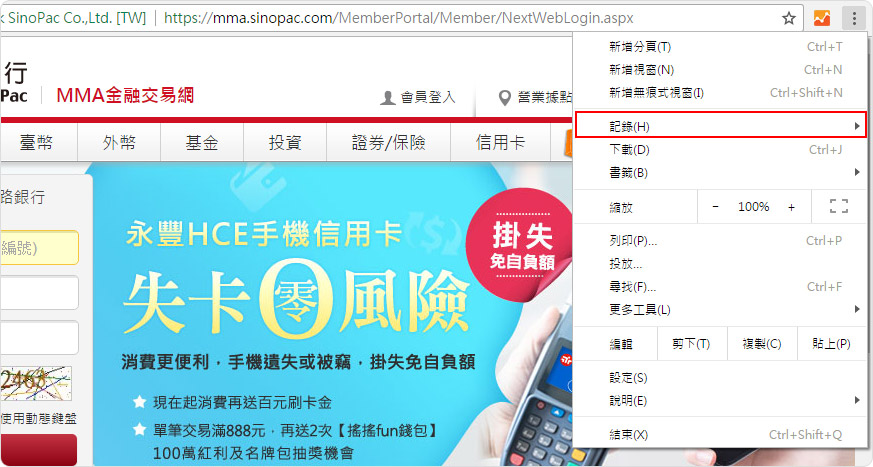 SinoPac Co.,Ltd. [TW] https://mma.sinopac.com/MemberPortal/Member/NextWebLogin.aspx
行
Pac
MMA金融交易網
會員登入
營業據點
臺幣 外幣 基金 投資 證券/保險 信用卡
路銀行
編號)
2468
使用動態鍵盤
永豐HCE手機信用卡
失卡零風險
掛失
免自負額
消費更便利，手機遺失或被竊，掛失免自負額
現在起消費再送百元刷卡金
單筆交易滿888元，再送2次【搖搖fun錢包】
100萬紅利及名牌包抽獎機會
新增分頁(T) Ctrl+T
新增視窗(N) Ctrl+N
新增無痕式視窗(I) Ctrl+Shift+N
記錄(H)
下載(D) Ctrl+J
書籤(B)
縮放 - 100% +
列印(P)... Ctrl+P
投放...
尋找(F)... Ctrl+F
更多工具(L)
編輯 剪下(T) 複製(C) 貼上(P)
設定(S)
說明(E)
結束(X) Ctrl+Shift+Q